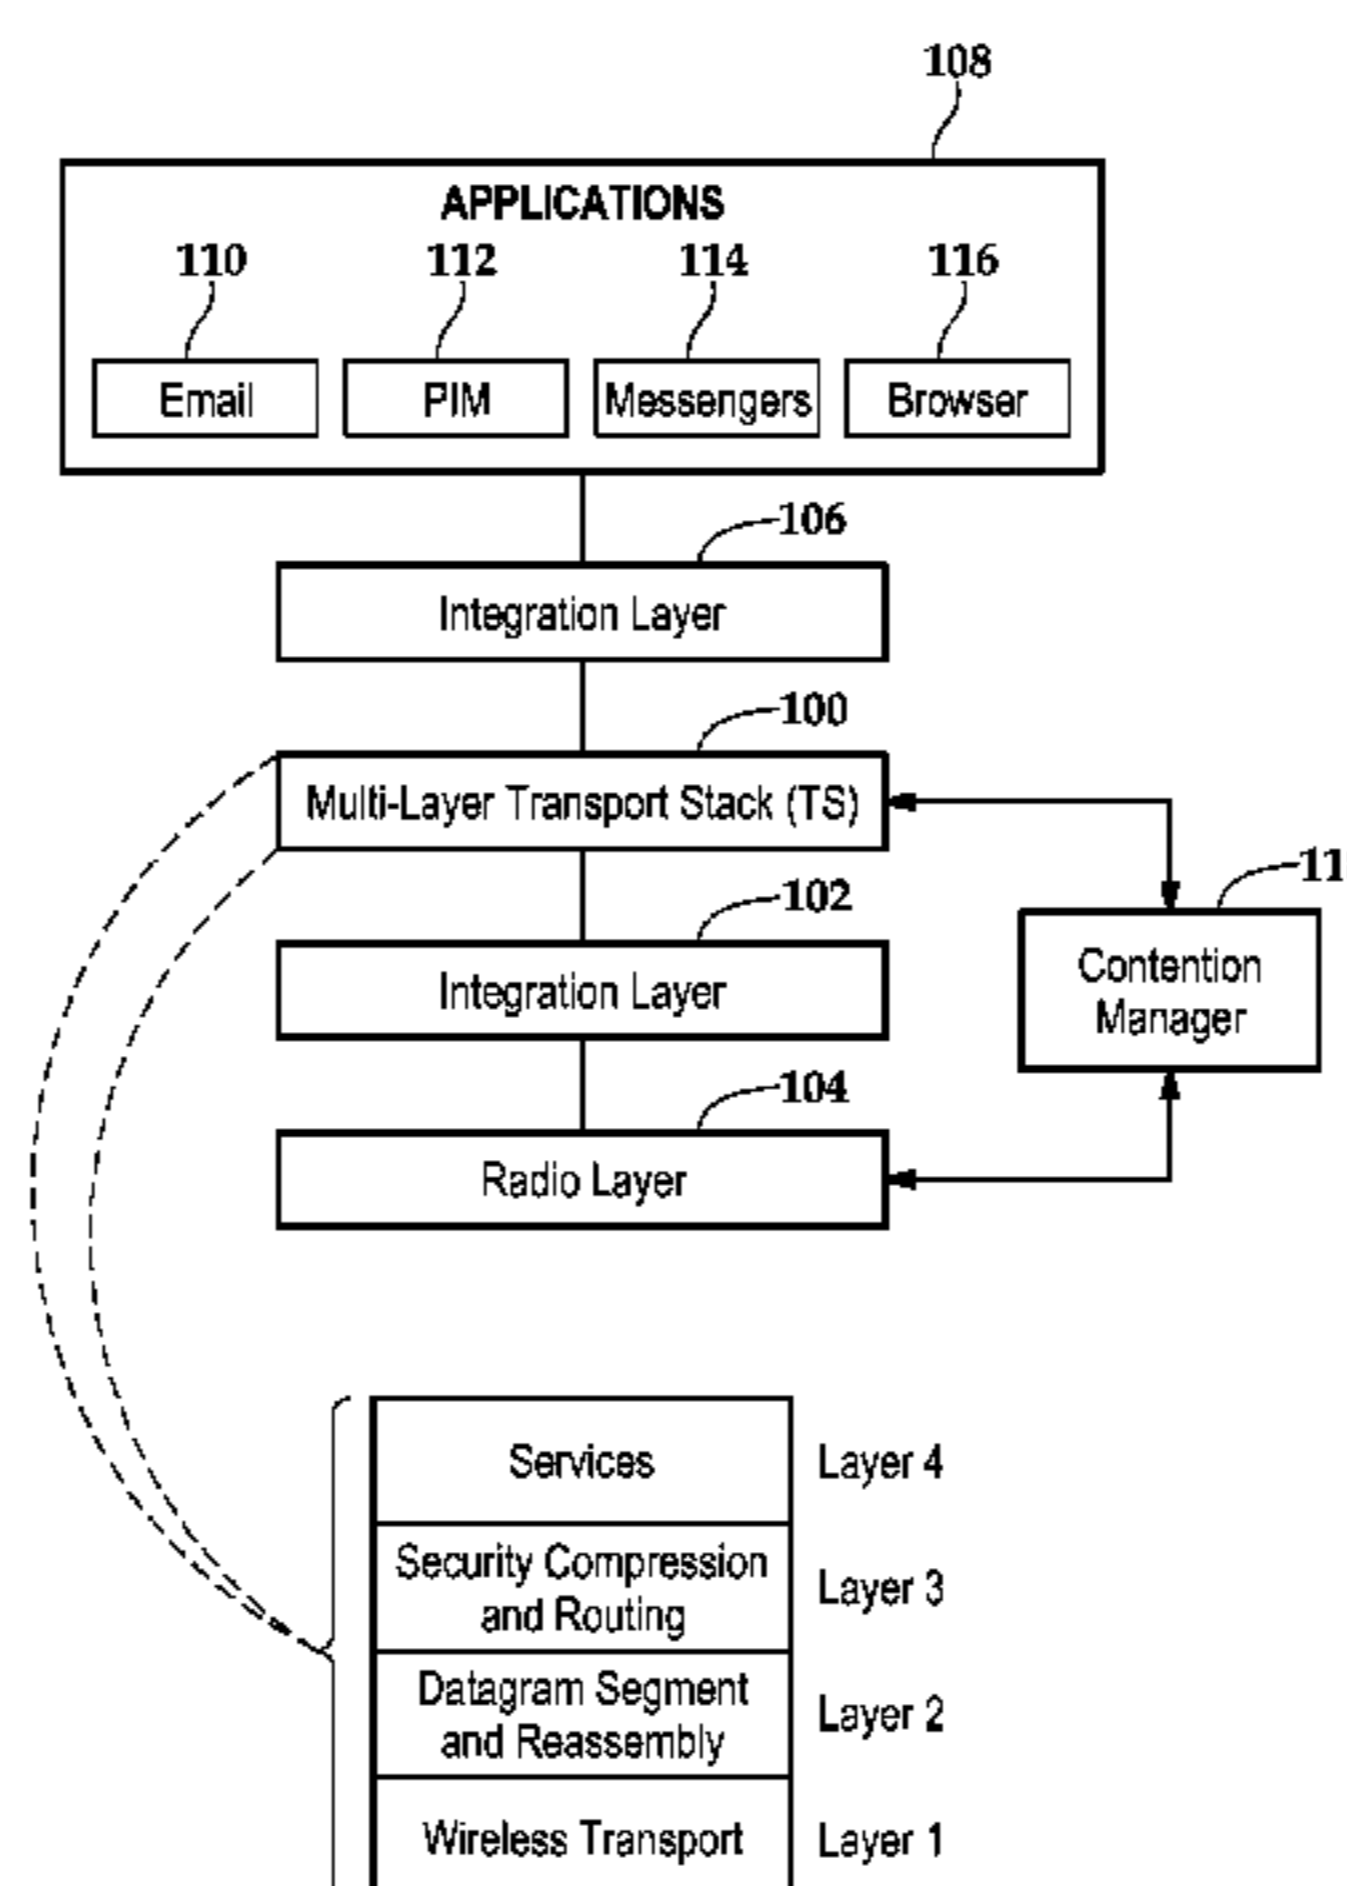 108
APPLICATIONS
110 112 114 116
Email PIM Messengers Browser
106
Integration Layer
100
Multi-Layer Transport Stack (TS)
11
102
Contention
Manager
Integration Layer
104
Radio Layer
Services Layer 4
Security Compression
and Routing
Layer 3
Datagram Segment
and Reassembly
Layer 2
Wireless Transport Layer 1